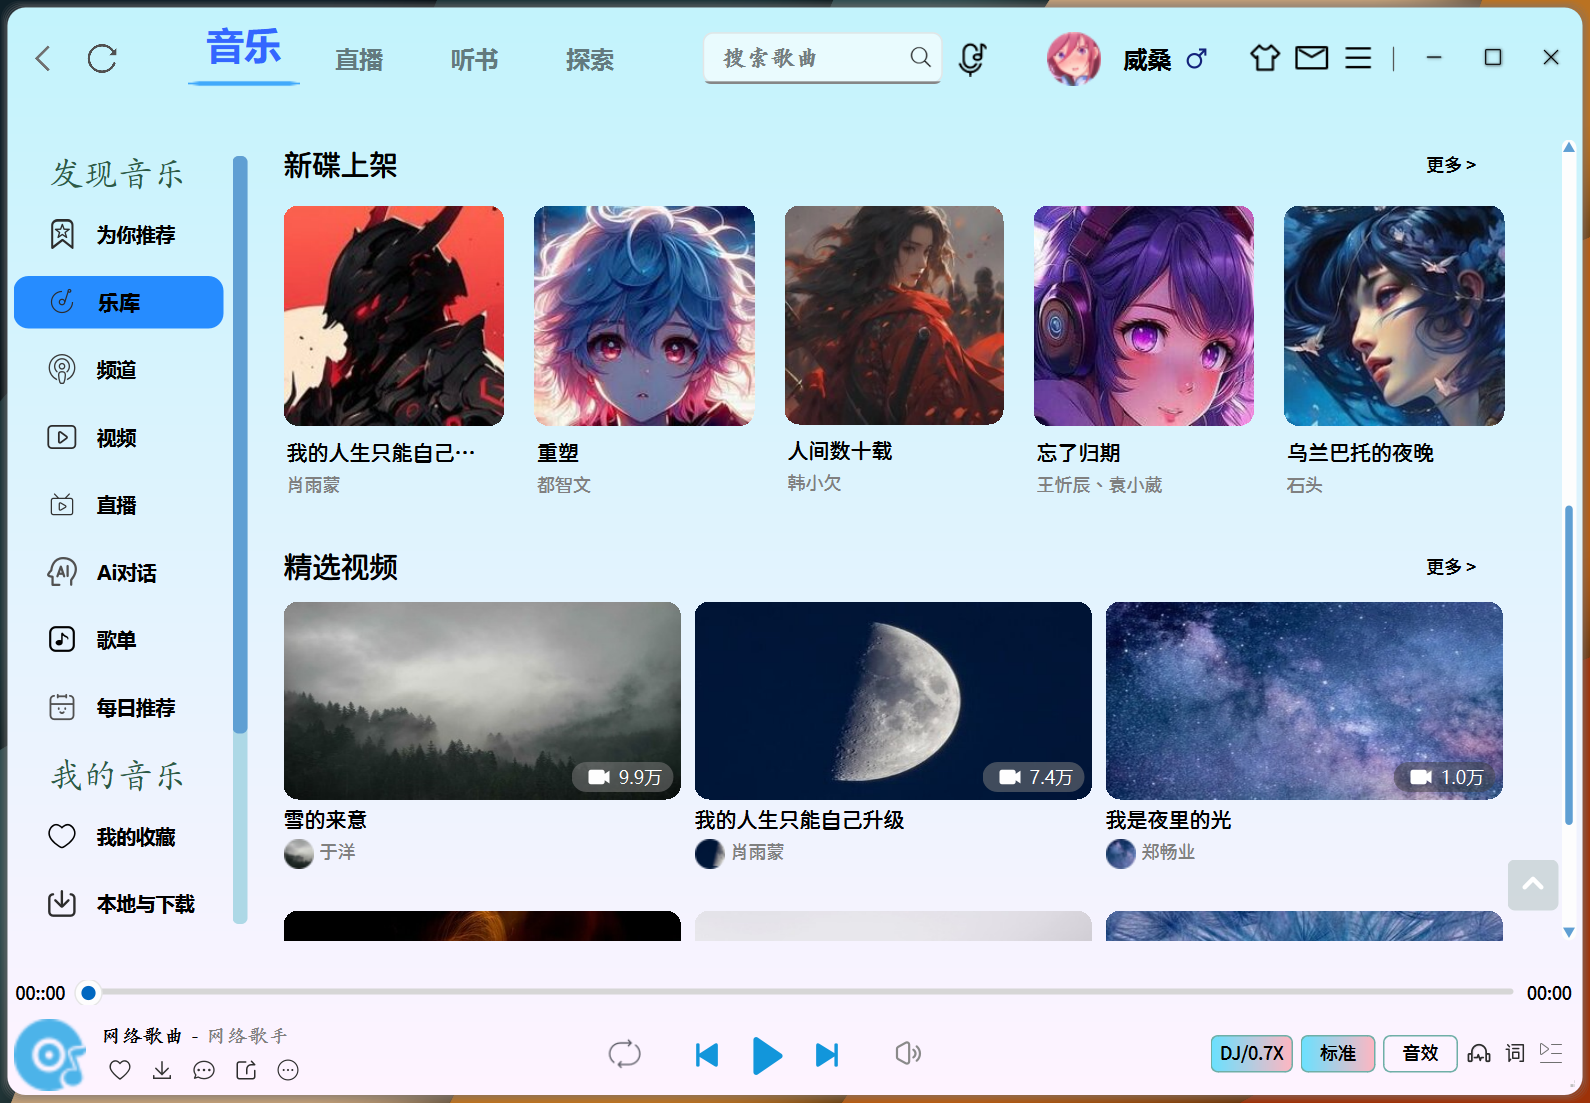 音乐 直播 听书 探索 搜索歌曲 威桑
发现音乐
为你推荐
乐库
频道
视频
直播
Ai对话
歌单
每日推荐
我的音乐
我的收藏
本地与下载
新碟上架 更多 >
我的人生只能自己… 重塑 人间数十载 忘了归期 乌兰巴托的夜晚
肖雨蒙 都智文 韩小欠 王忻辰、袁小葳 石头
精选视频 更多 >
9.9万 7.4万 1.0万
雪的来意 我的人生只能自己升级 我是夜里的光
于洋 肖雨蒙 郑畅业
00::00 00:00
网络歌曲 - 网络歌手
DJ/0.7X 标准 音效 词